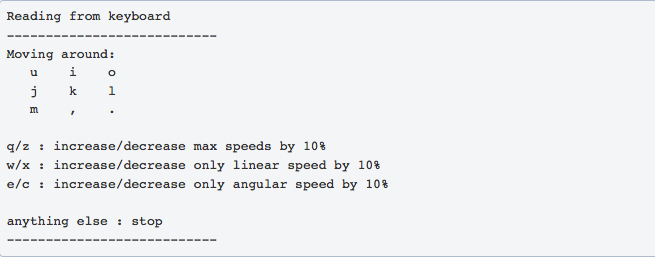 Reading from keyboard
---------------------------
Moving around:
   u    i    o
   j    k    l
   m    ,    .
q/z : increase/decrease max speeds by 10%
w/x : increase/decrease only linear speed by 10%
e/c : increase/decrease only angular speed by 10%
anything else : stop
---------------------------